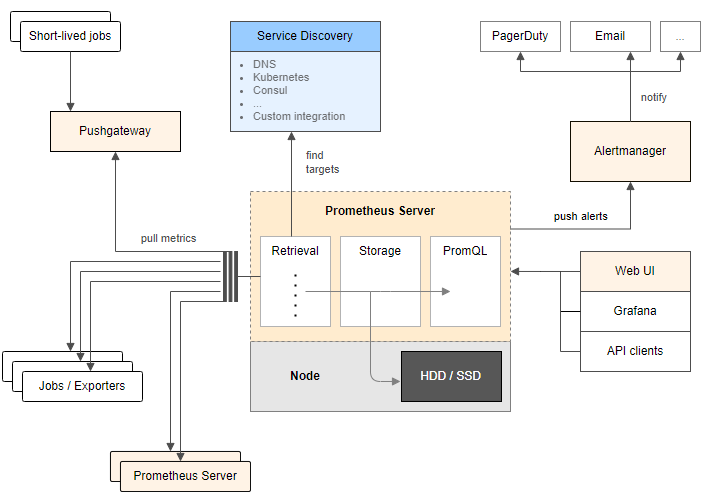 Short-lived jobs
Service Discovery
DNS
Kubernetes
Consul
...
Custom integration
PagerDuty
Email
...
notify
Pushgateway
Alertmanager
find
targets
push alerts
pull metrics
Prometheus Server
Retrieval
Storage
PromQL
Web UI
Grafana
API clients
Node
HDD / SSD
Jobs / Exporters
Prometheus Server